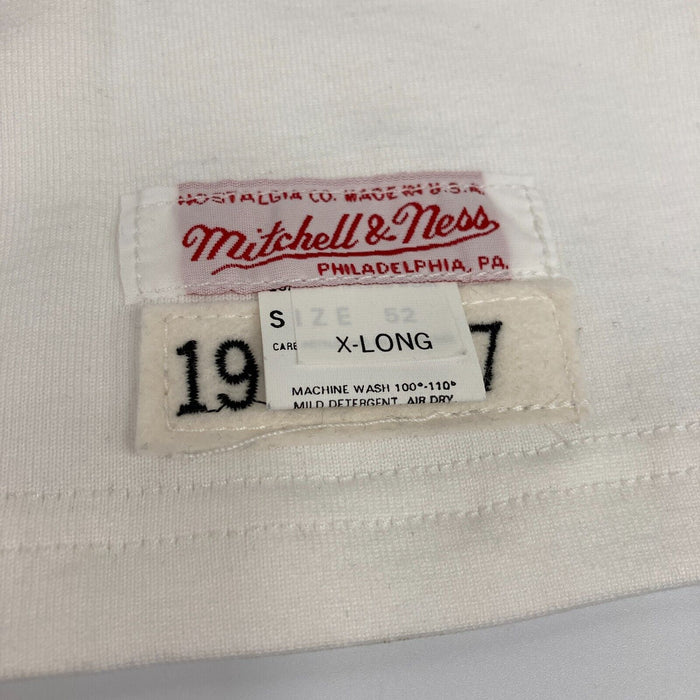 NOSTALGIA CO. MADE IN U.S.A.
Mitchell & Ness
PHILADELPHIA, PA.
SIZE 52
CARE
X-LONG
19 7
MACHINE WASH 100°-110°
MILD DETERGENT, AIR DRY